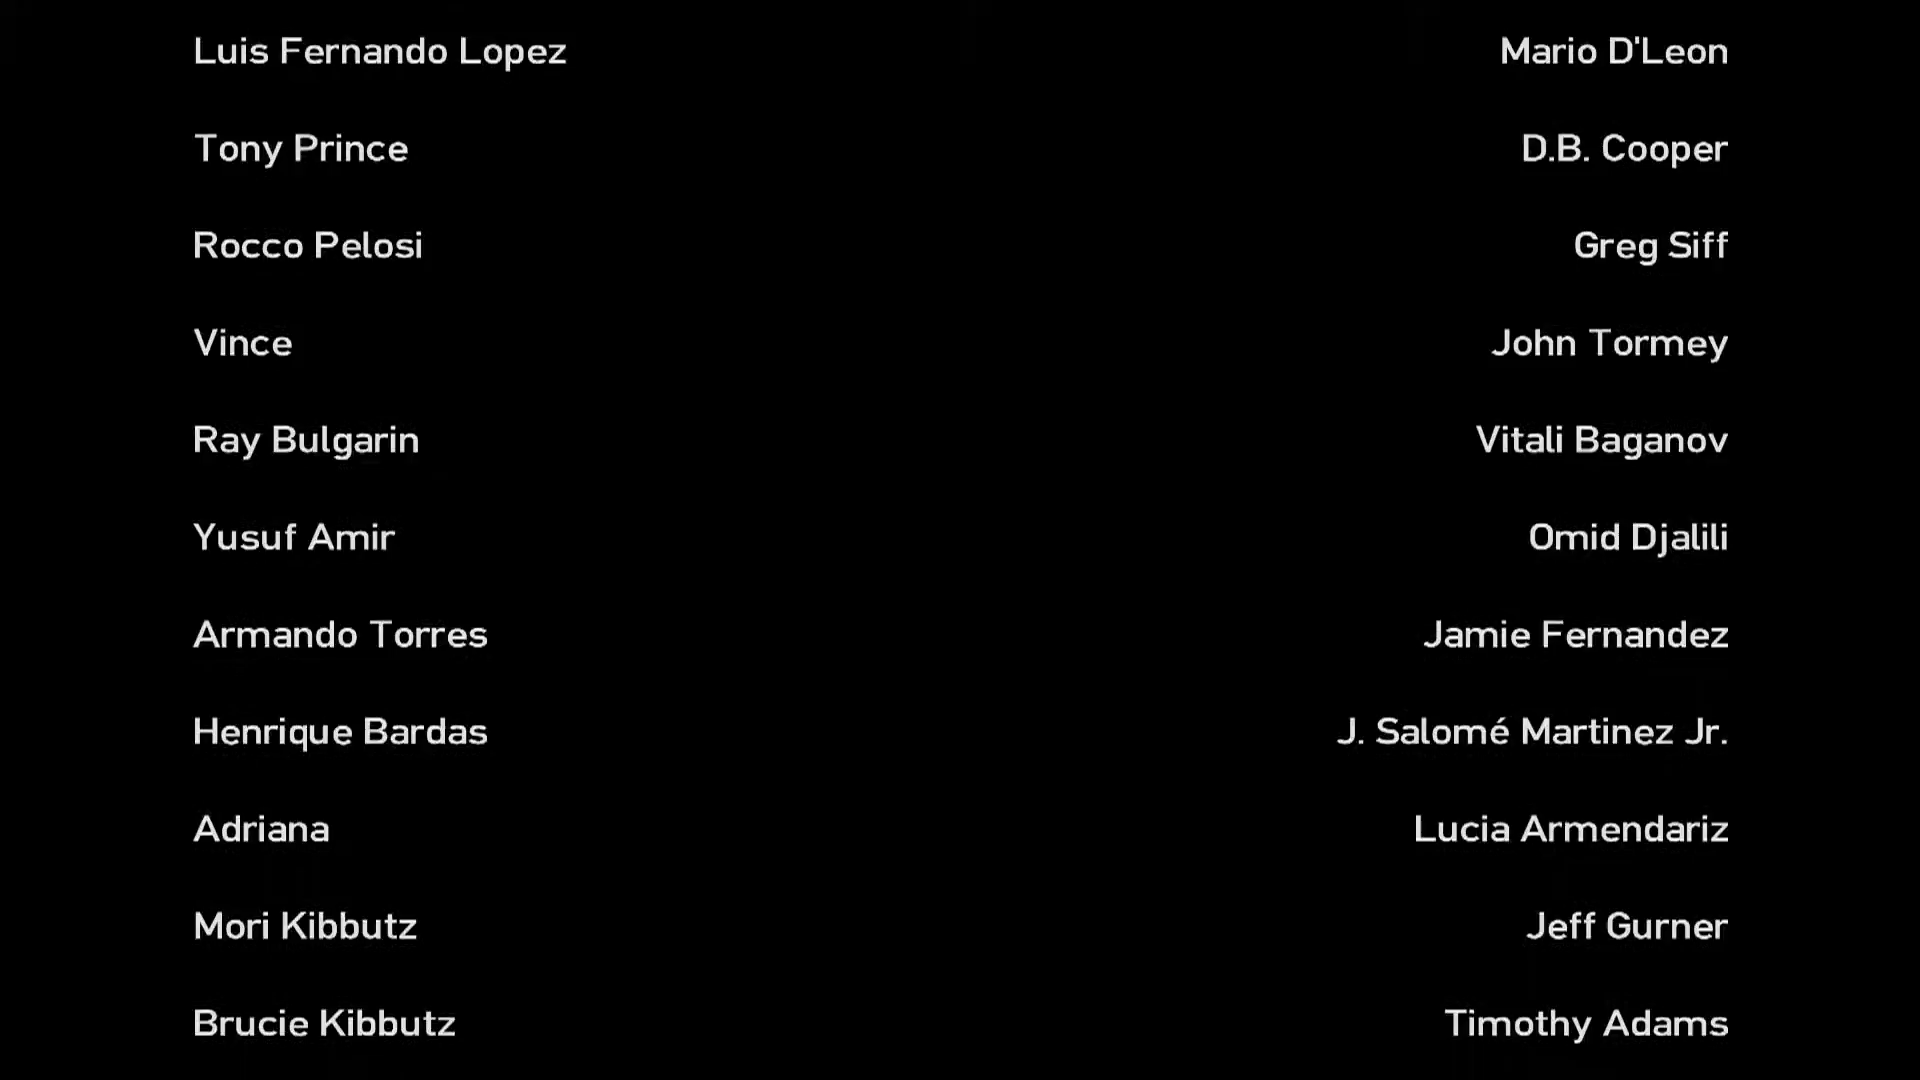 Luis Fernando Lopez Mario D'Leon
Tony Prince D.B. Cooper
Rocco Pelosi Greg Siff
Vince John Tormey
Ray Bulgarin Vitali Baganov
Yusuf Amir Omid Djalili
Armando Torres Jamie Fernandez
Henrique Bardas J. Salomé Martinez Jr.
Adriana Lucia Armendariz
Mori Kibbutz Jeff Gurner
Brucie Kibbutz Timothy Adams